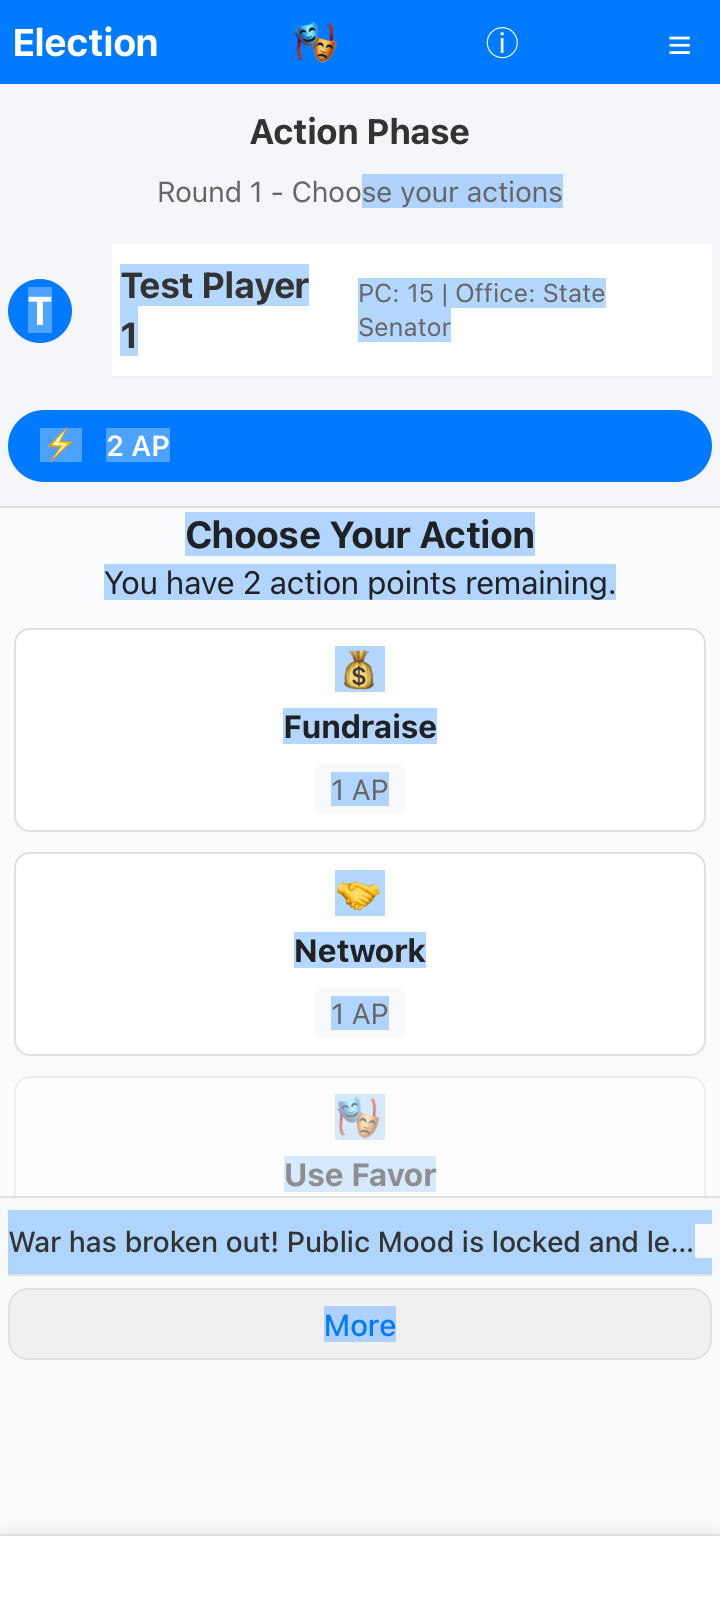 Election
Action Phase
Round 1 - Choose your actions
T
Test Player
1
PC: 15 | Office: State
Senator
2 AP
Choose Your Action
You have 2 action points remaining.
Fundraise
1 AP
Network
1 AP
Use Favor
War has broken out! Public Mood is locked and le...
More